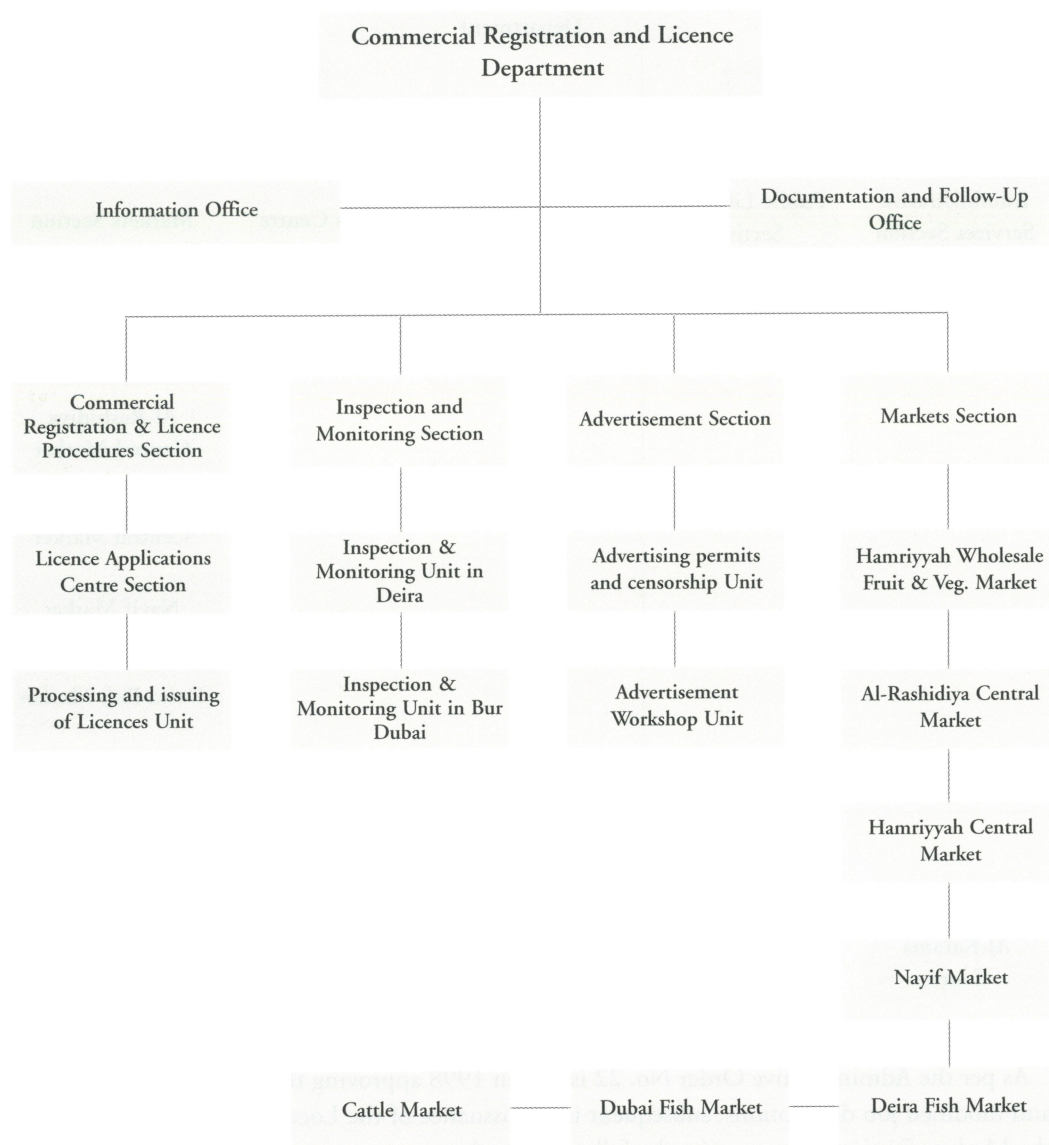 Commercial Registration and Licence
Department
Information Office
Documentation and Follow-Up
Office
Commercial
Registration & Licence
Procedures Section
Inspection and
Monitoring Section
Advertisement Section
Markets Section
Licence Applications
Centre Section
Inspection &
Monitoring Unit in
Deira
Advertising permits
and censorship Unit
Hamriyyah Wholesale
Fruit & Veg. Market
Processing and issuing
of Licences Unit
Inspection &
Monitoring Unit in Bur
Dubai
Advertisement
Workshop Unit
Al-Rashidiya Central
Market
Hamriyyah Central
Market
Nayif Market
Cattle Market
Dubai Fish Market
Deira Fish Market